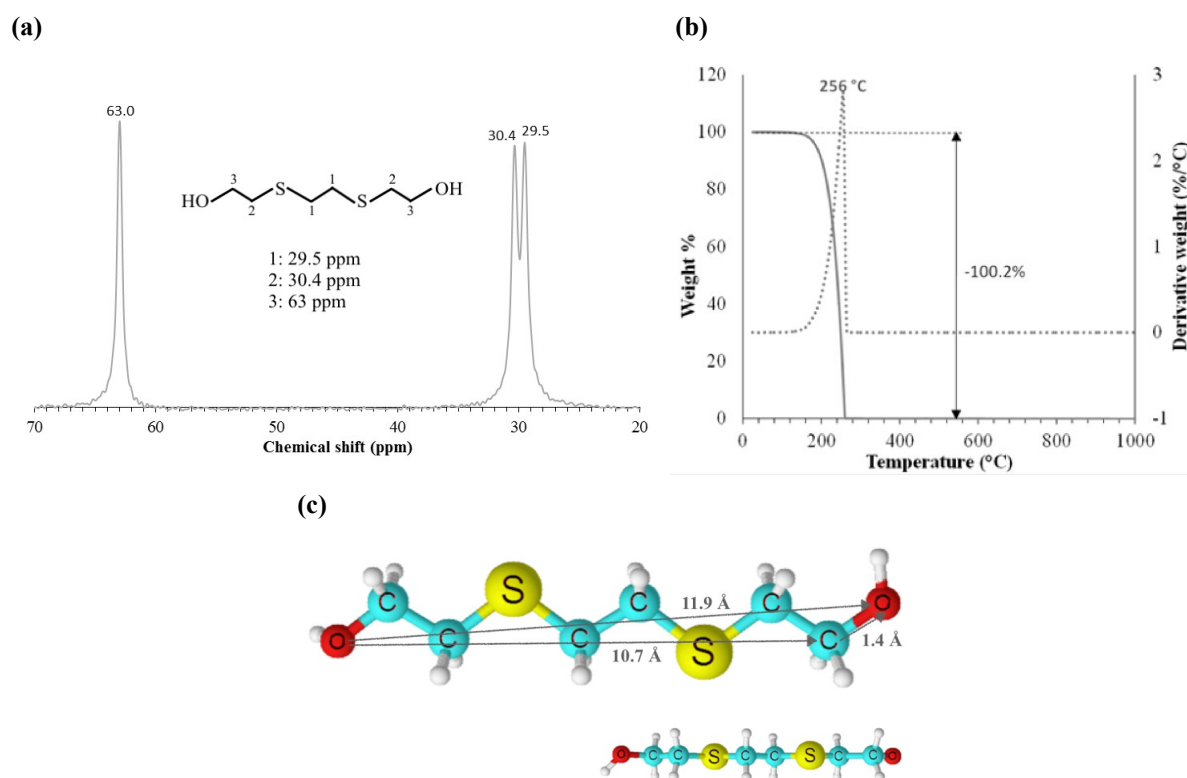 (a)
63.0
30.4 29.5
3 1 2 OH
S
HO S
2 1 3
1: 29.5 ppm
2: 30.4 ppm
3: 63 ppm
70 60 50 40 30 20
Chemical shift (ppm)
(b)
256 °C
120
100
80
60
40
20
0
Weight %
-100.2%
3
2
1
0
-1
Derivative weight (%/°C)
0 200 400 600 800 1000
Temperature (°C)
(c)
C S C C O
11.9 Å
O C C S C
10.7 Å
1.4 Å
O C C S C C S C C O